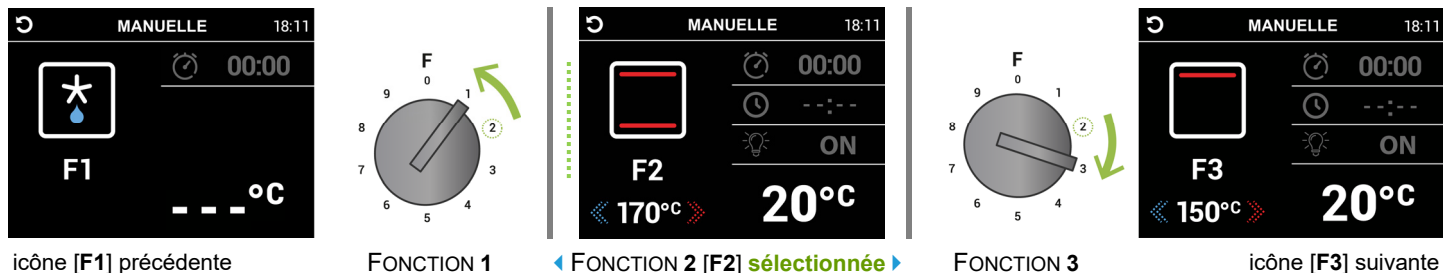 MANUELLE 18:11
00:00
F1
_ _ _°C
icône [F1] précédente
F
0
1
2
3
4
5
6
7
8
9
FONCTION 1
MANUELLE 18:11
00:00
--:--
ON
F2
170°C
20°C
FONCTION 2 [F2] sélectionnée
F
0
1
2
3
4
5
6
7
8
9
FONCTION 3
MANUELLE 18:11
00:00
--:--
ON
F3
150°C
20°C
icône [F3] suivante